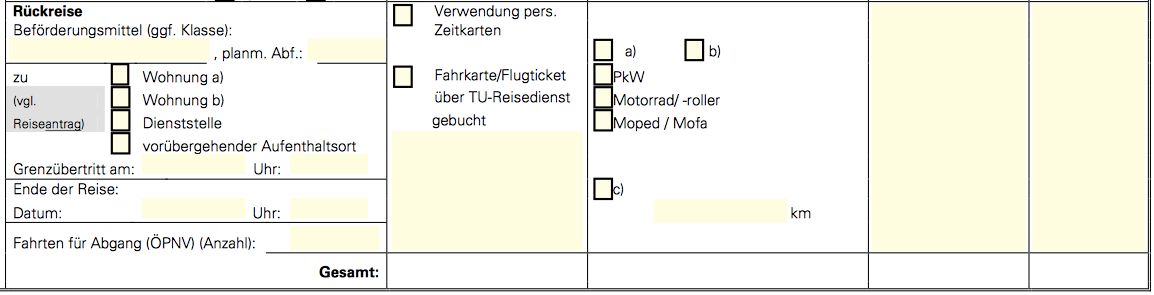 Rückreise
Beförderungsmittel (ggf. Klasse):
, planm. Abf.:
zu
(vgl.
Reiseantrag)
Wohnung a)
Wohnung b)
Dienststelle
vorübergehender Aufenthaltsort
Grenzübertritt am: Uhr:
Ende der Reise:
Datum: Uhr:
Fahrten für Abgang (ÖPNV) (Anzahl):
Gesamt:
Verwendung pers.
Zeitkarten
Fahrkarte/Flugticket
über TU-Reisedienst
gebucht
a) b)
PkW
Motorrad/ -roller
Moped / Mofa
c)
km